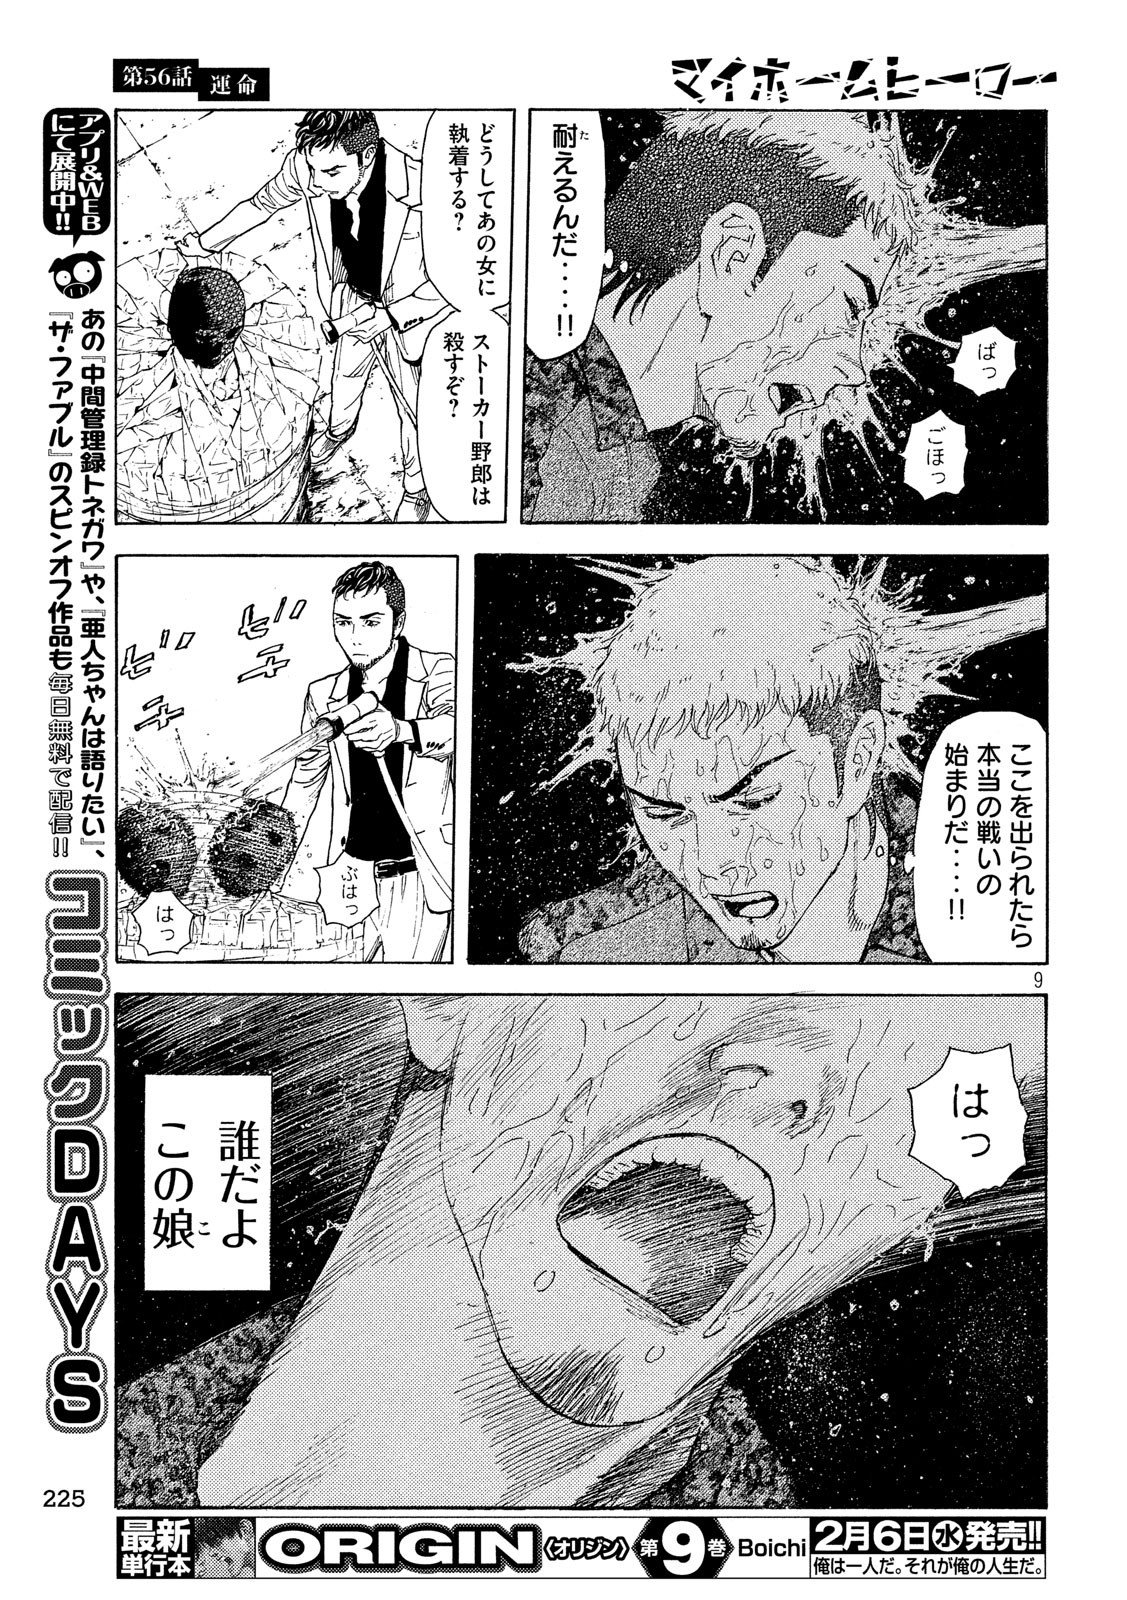 マイホームヒーロー
第56話 運命
耐えるんだ‥‥!!
た
ばっ
ごほっ
どうしてあの女に
執着する?
ストーカー野郎は
殺すぞ?
ここを出られたら
本当の戦いの
始まりだ‥‥!!
ビキ
ビキ
ぶはっ
はっ
9
はっ
誰だよ
この娘
こ
アプリ&WEB
にて展開中!!
あの『中間管理録トネガワ』や、『亜人ちゃんは語りたい』、
『ザ・ファブル』のスピンオフ作品も毎日無料で配信!!
コミックDAYS
225
最新
単行本
ORIGIN
〈オリジン〉
第9巻
Boichi
2月6日㊌発売!!
俺は一人だ。それが俺の人生だ。